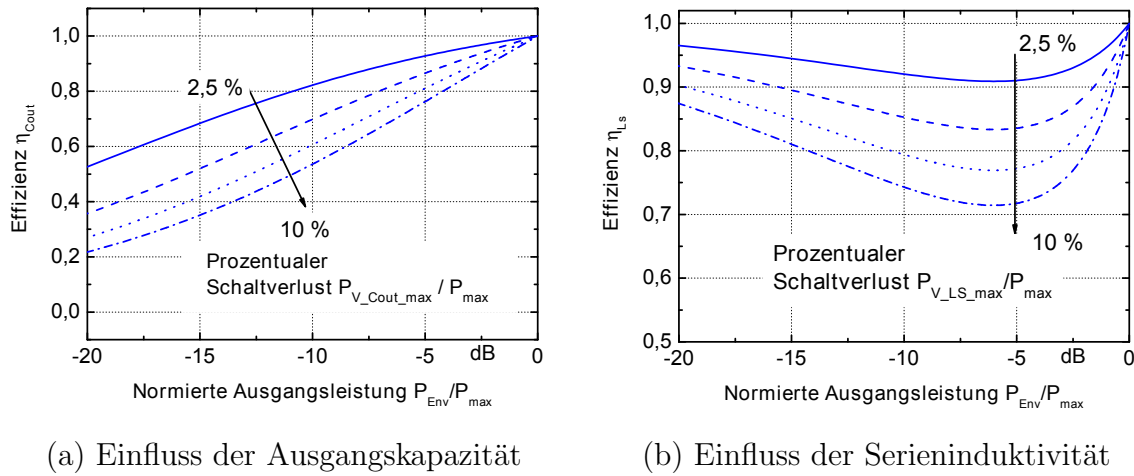 1,0
0,8
0,6
0,4
0,2
0,0
Effizienz η_Cout
2,5 %
10 %
Prozentualer
Schaltverlust P_V_Cout_max / P_max
-20 -15 -10 -5 dB 0
Normierte Ausgangsleistung P_Env/P_max
(a) Einfluss der Ausgangskapazität
1,0
0,9
0,8
0,7
0,6
0,5
Effizienz η_Ls
2,5 %
10 %
Prozentualer
Schaltverlust P_V_LS_max/P_max
-20 -15 -10 -5 dB 0
Normierte Ausgangsleistung P_Env/P_max
(b) Einfluss der Serieninduktivität